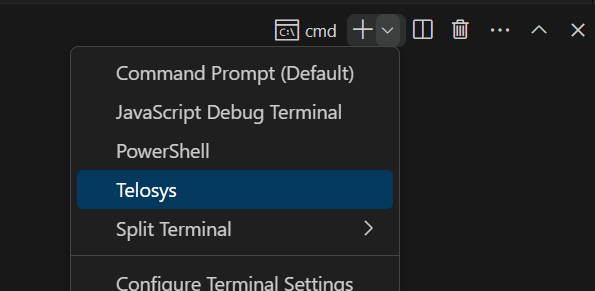 C:\ cmd
Command Prompt (Default)
JavaScript Debug Terminal
PowerShell
Telosys
Split Terminal
Configure Terminal Settings